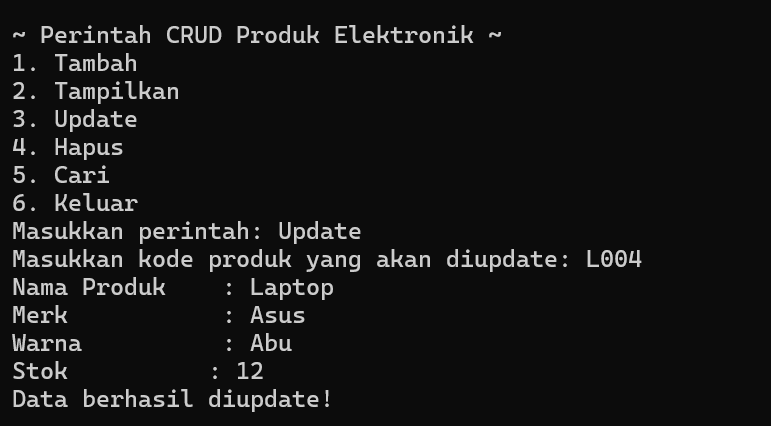 ~ Perintah CRUD Produk Elektronik ~
1. Tambah
2. Tampilkan
3. Update
4. Hapus
5. Cari
6. Keluar
Masukkan perintah: Update
Masukkan kode produk yang akan diupdate: L004
Nama Produk    : Laptop
Merk           : Asus
Warna          : Abu
Stok          : 12
Data berhasil diupdate!